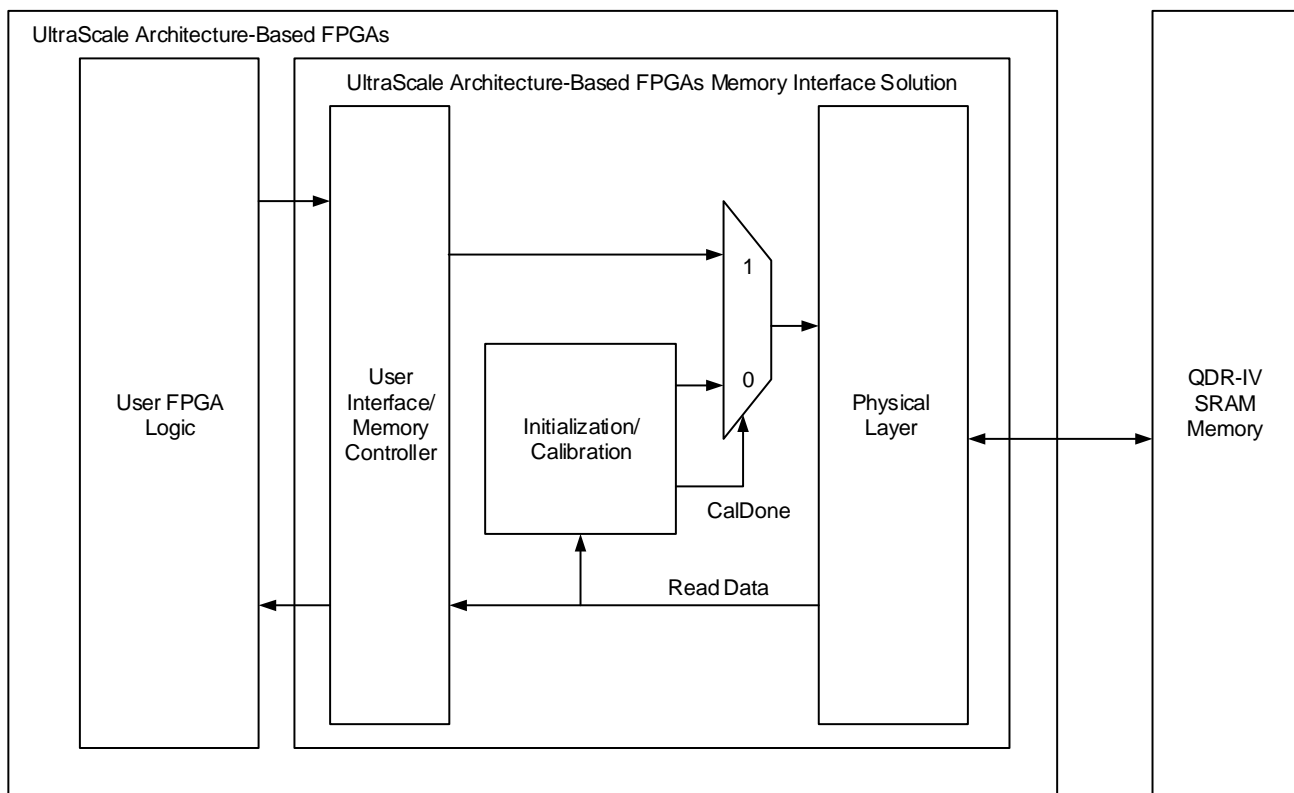 UltraScale Architecture-Based FPGAs
UltraScale Architecture-Based FPGAs Memory Interface Solution
User FPGA
Logic
User
Interface/
Memory
Controller
Initialization/
Calibration
1
0
CalDone
Read Data
Physical
Layer
QDR-IV
SRAM
Memory